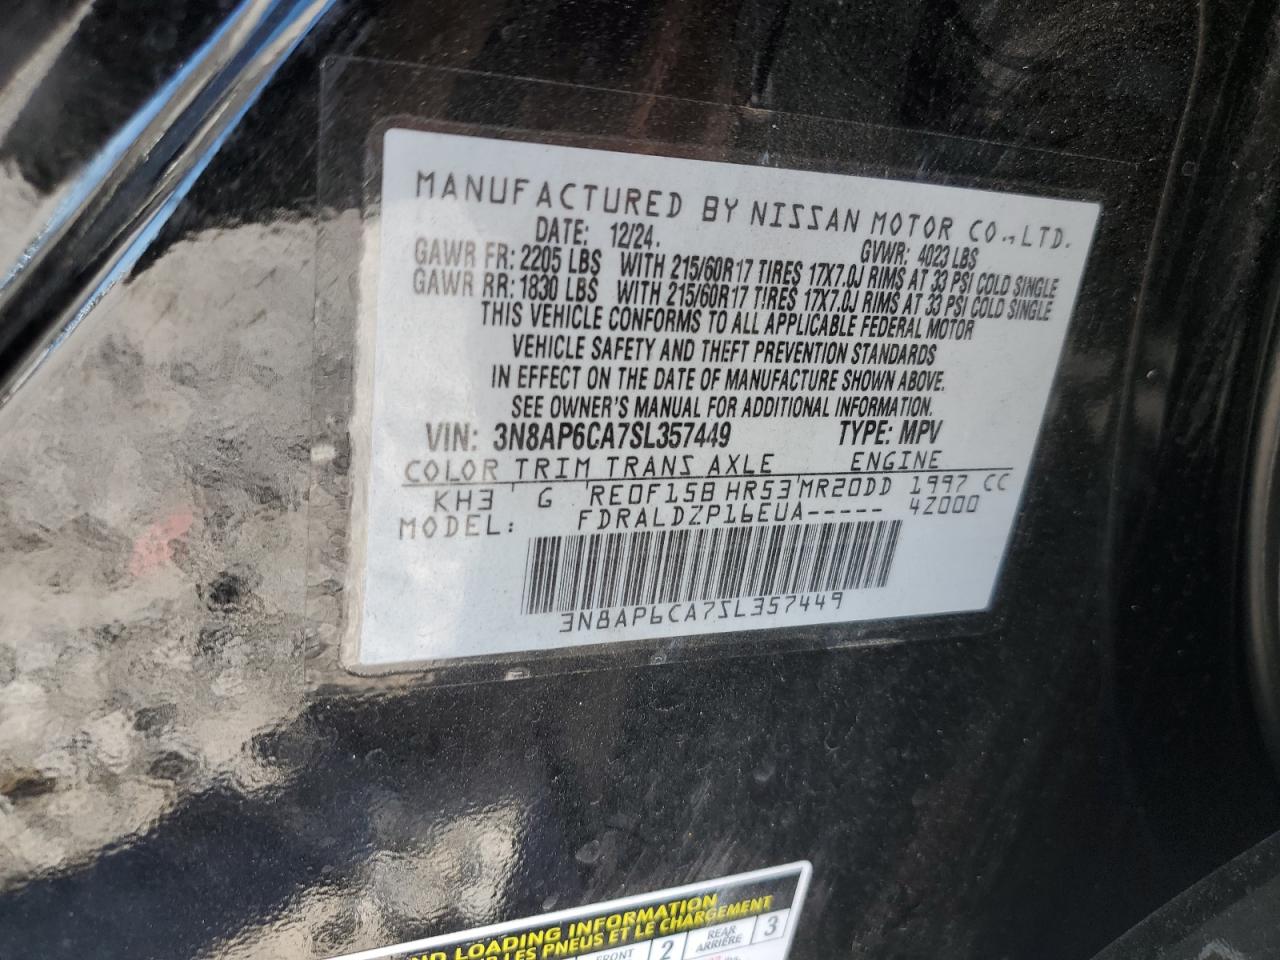 MANUFACTURED BY NISSAN MOTOR CO.,LTD.
DATE: 12/24. GVWR: 4023 LBS
GAWR FR: 2205 LBS WITH 215/60R17 TIRES 17X7.0J RIMS AT 33 PSI COLD SINGLE
GAWR RR: 1830 LBS WITH 215/60R17 TIRES 17X7.0J RIMS AT 33 PSI COLD SINGLE
THIS VEHICLE CONFORMS TO ALL APPLICABLE FEDERAL MOTOR
VEHICLE SAFETY AND THEFT PREVENTION STANDARDS
IN EFFECT ON THE DATE OF MANUFACTURE SHOWN ABOVE.
SEE OWNER'S MANUAL FOR ADDITIONAL INFORMATION.
VIN: 3N8AP6CA7SL357449 TYPE: MPV
COLOR TRIM TRANS AXLE ENGINE
KH3 G RE0F15B HR53 MR20DD 1997 CC
MODEL: FDRALDZP16EUA----- 42000
3N8AP6CA7SL357449
LOADING INFORMATION
LES PNEUS ET LE CHARGEMENT
FRONT 2 REAR 3
ARRIÈRE